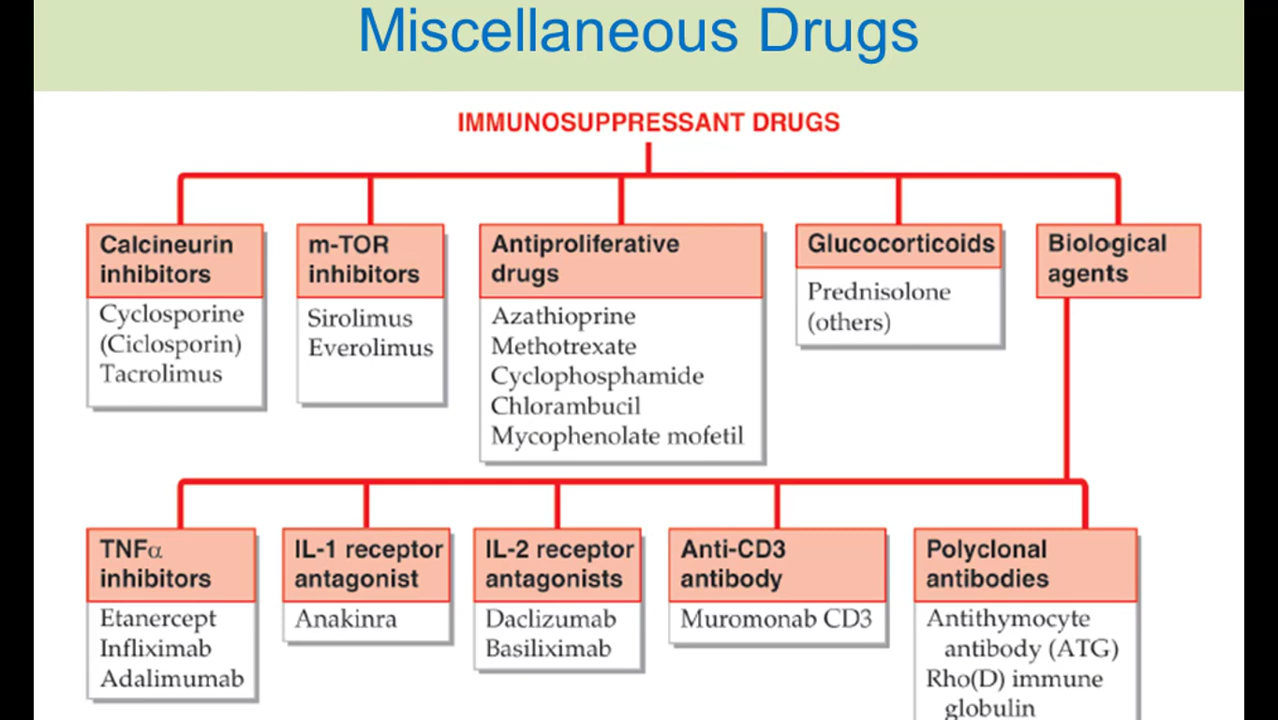 Miscellaneous Drugs
IMMUNOSUPPRESSANT DRUGS
Calcineurin
inhibitors
Cyclosporine
(Ciclosporin)
Tacrolimus
m-TOR
inhibitors
Sirolimus
Everolimus
Antiproliferative
drugs
Azathioprine
Methotrexate
Cyclophosphamide
Chlorambucil
Mycophenolate mofetil
Glucocorticoids
Prednisolone
(others)
Biological
agents
TNFα
inhibitors
Etanercept
Infliximab
Adalimumab
IL-1 receptor
antagonist
Anakinra
IL-2 receptor
antagonists
Daclizumab
Basiliximab
Anti-CD3
antibody
Muromonab CD3
Polyclonal
antibodies
Antithymocyte
antibody (ATG)
Rho(D) immune
globulin